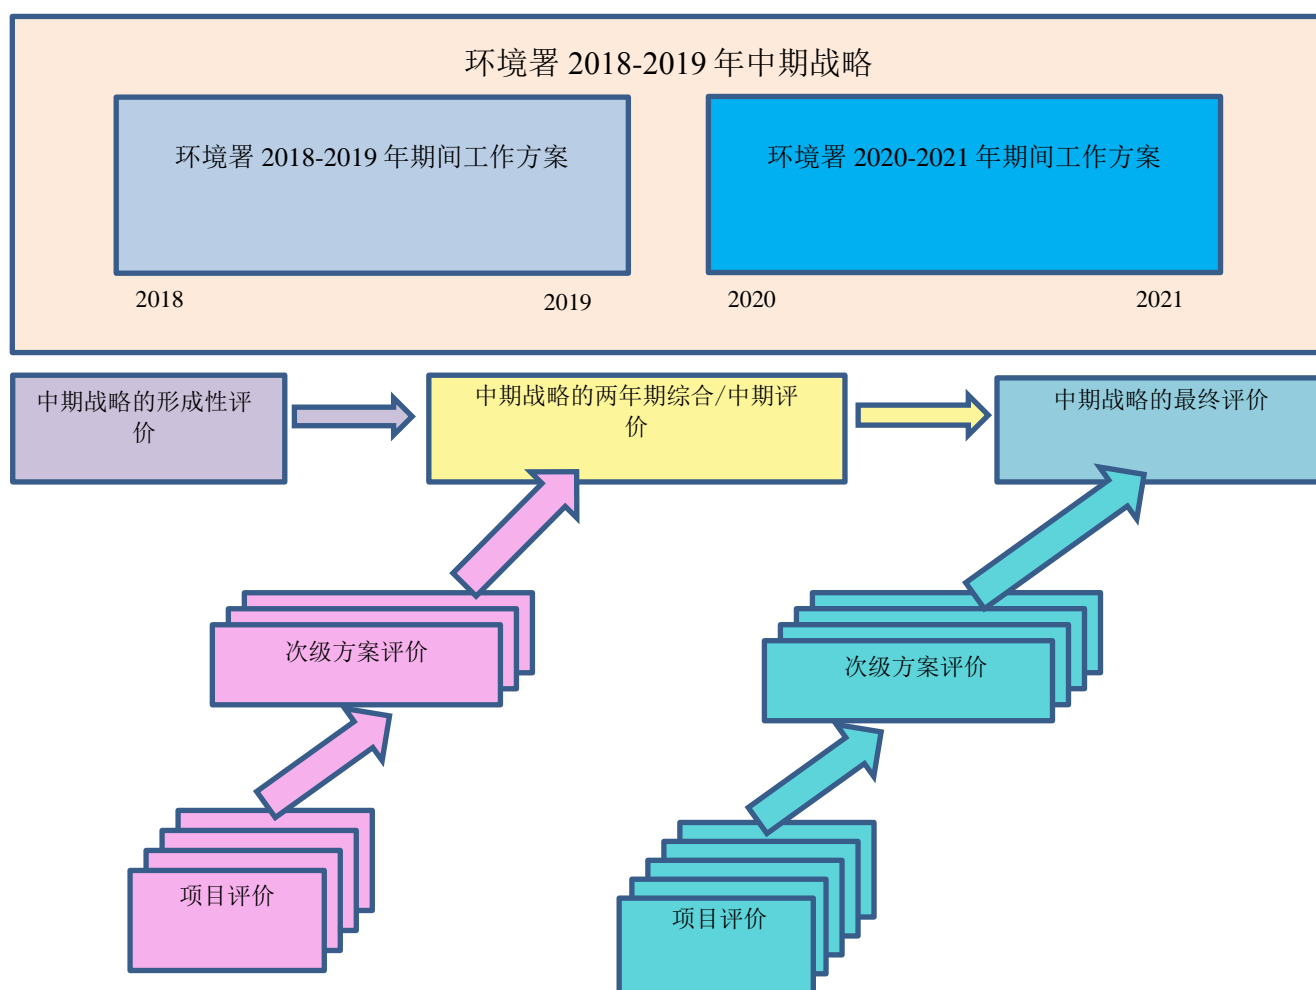 环境署 2018-2019 年中期战略
环境署 2018-2019 年期间工作方案
环境署 2020-2021 年期间工作方案
2018
2019
2020
2021
中期战略的形成性评
价
中期战略的两年期综合/中期评
价
中期战略的最终评价
次级方案评价
次级方案评价
项目评价
项目评价